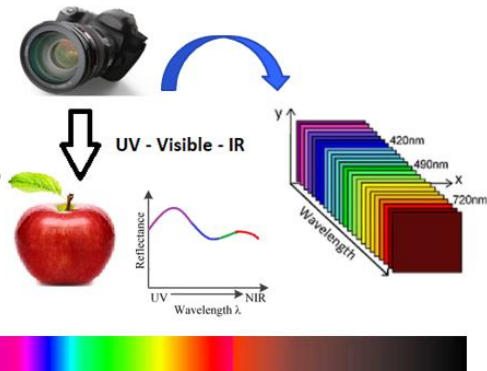 UV - Visible - IR
y
420nm
490nm
x
720nm
Wavelength
Reflectance
UV
NIR
Wavelength λ